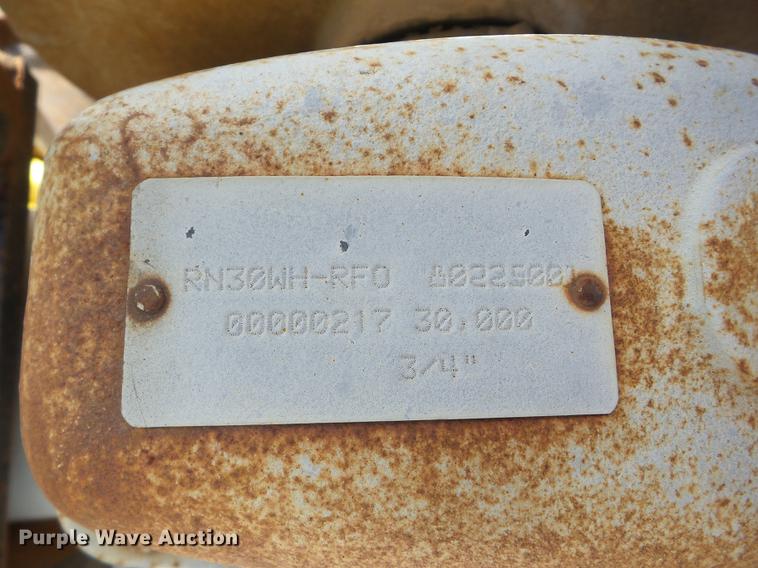 RN30WH-RFO
00000217 30,000
3/4"
Purple Wave Auction